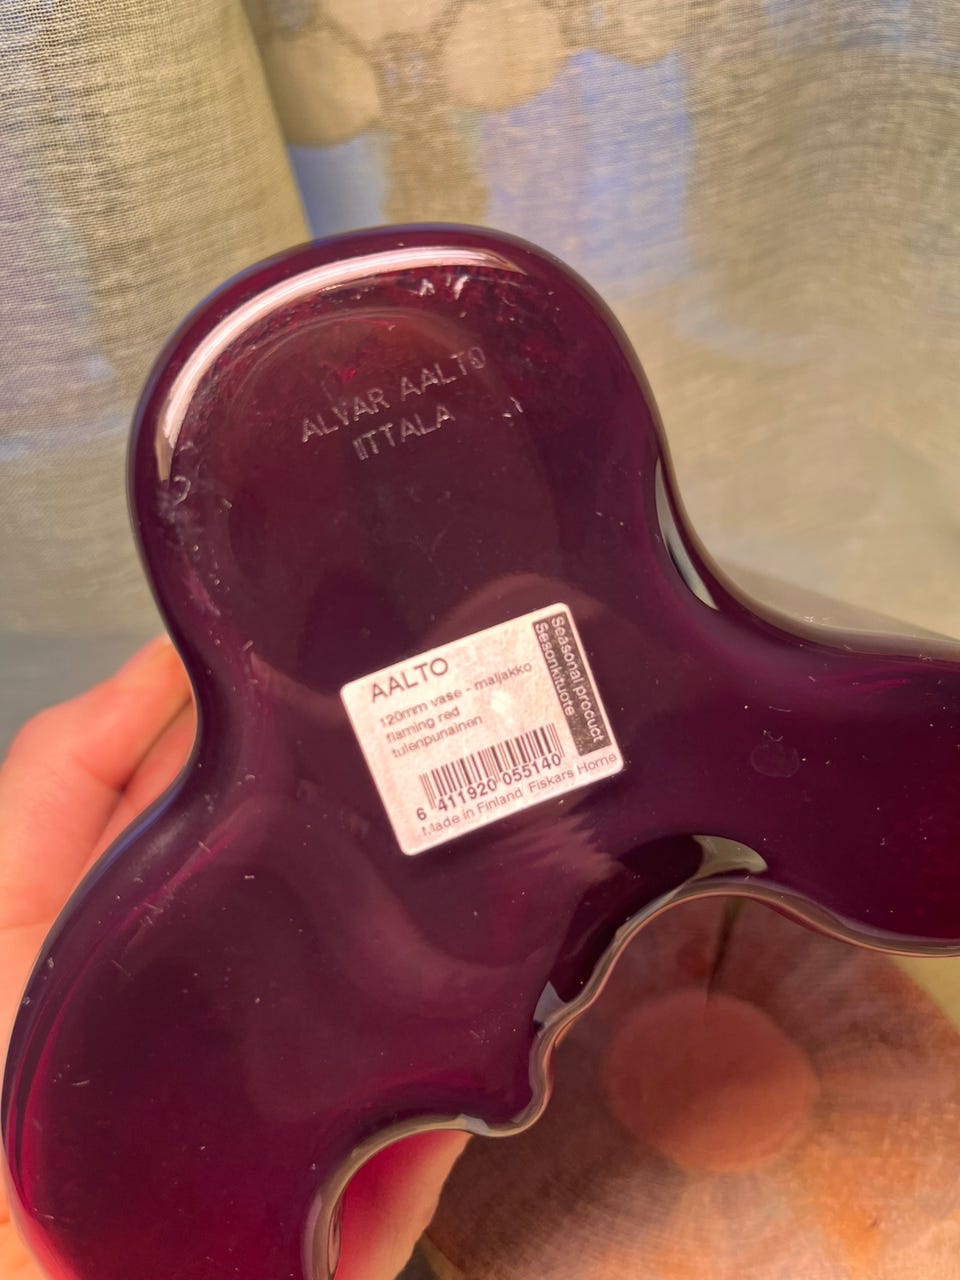 ALVAR AALTO
IITTALA
AALTO
120mm vase - maljakko
flaming red
tulenpunainen
Seasonal product
Sesonkituote
6 411920 055140
Made in Finland Fiskars Home